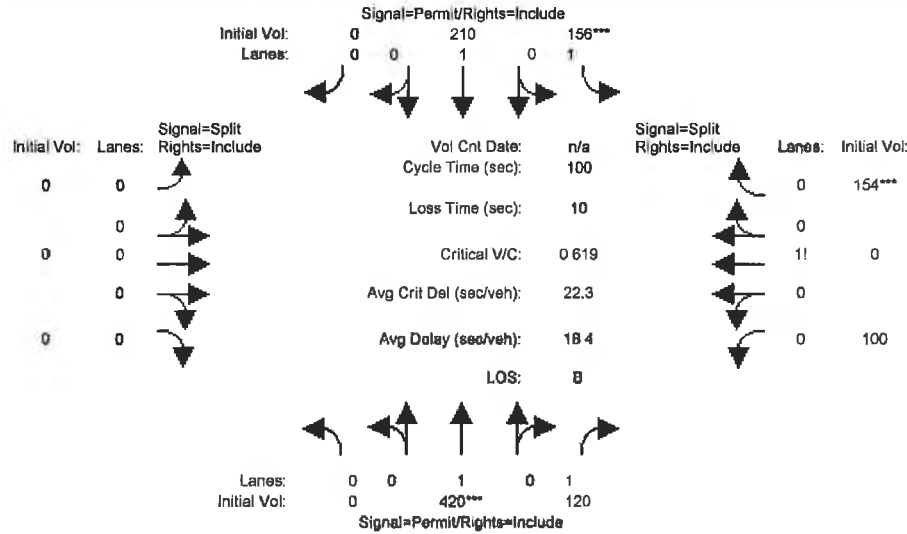 Signal=Permit/Rights=Include
Initial Vol: 0 210 156***
Lanes: 0 0 1 0 1
Signal=Split
Initial Vol: Lanes: Rights=Include
Vol Cnt Date: n/a
Signal=Split
Rights=Include Lanes: Initial Vol:
Cycle Time (sec): 100
0 0
0 154***
Loss Time (sec): 10
0
0
0 0
Critical V/C: 0 619
1! 0
0
Avg Crit Del (sec/veh): 22.3
0
0 0
Avg Delay (sec/veh): 18 4
0 100
LOS: B
Lanes: 0 0 1 0 1
Initial Vol: 0 420*** 120
Signal=Permit/Rights=Include